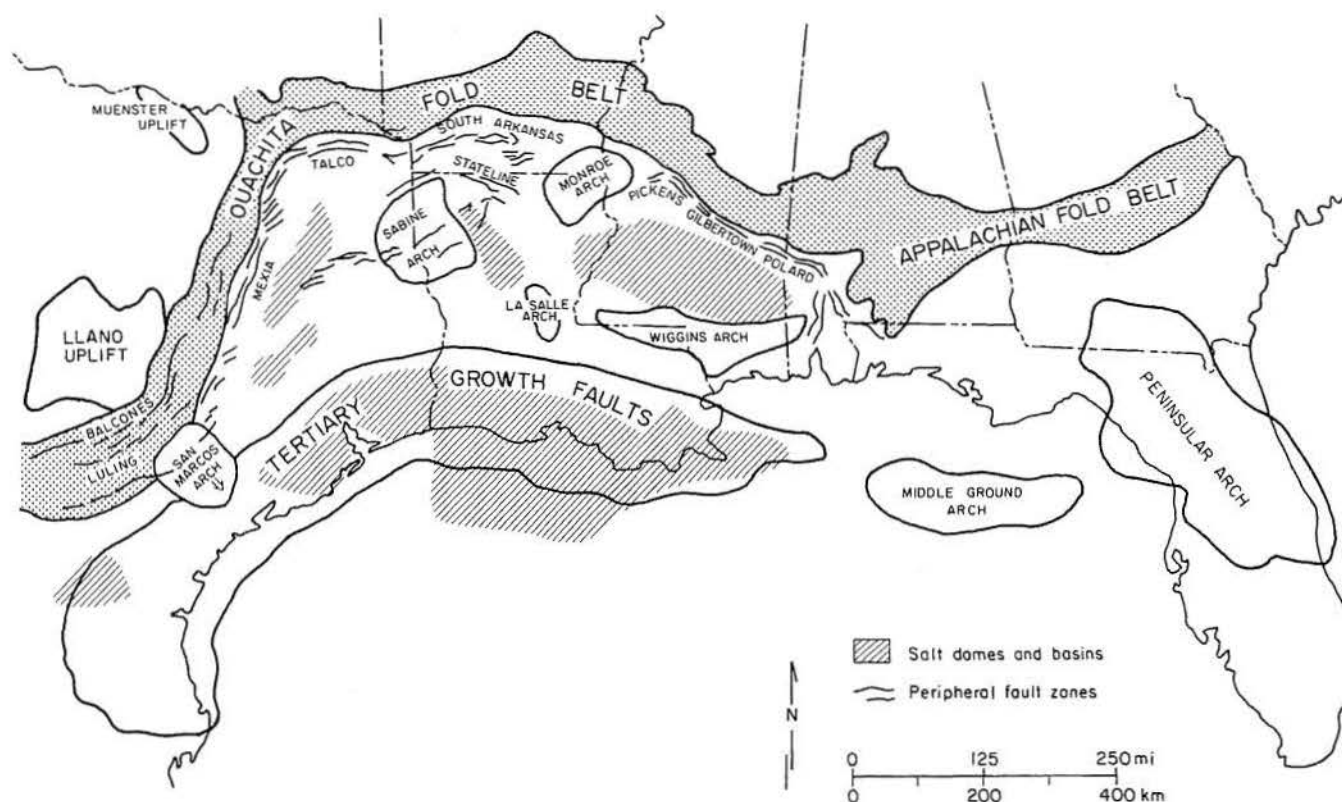 MUENSTER
UPLIFT
OUACHITA
FOLD
BELT
SOUTH ARKANSAS
TALCO
STATELINE
MONROE
ARCH
PICKENS
GILBERTOWN
POLARD
APPALACHIAN FOLD BELT
SABINE
ARCH
MEXIA
LLANO
UPLIFT
LA SALLE
ARCH
WIGGINS ARCH
GROWTH FAULTS
TERTIARY
BALCONES
LULING
SAN
MARCOS
ARCH
MIDDLE GROUND
ARCH
PENINSULAR ARCH
Salt domes and basins
Peripheral fault zones
N
0 125 250 mi
0 200 400 km